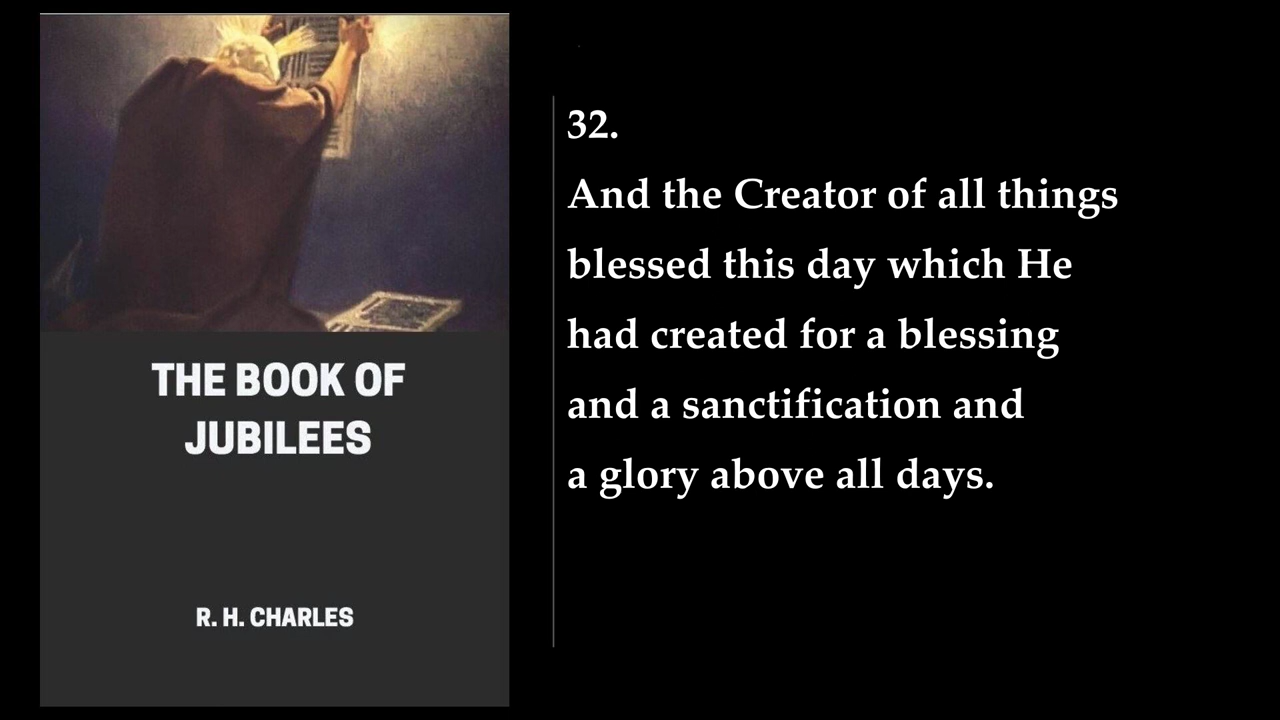 THE BOOK OF
JUBILEES
R. H. CHARLES
32.
And the Creator of all things
blessed this day which He
had created for a blessing
and a sanctification and
a glory above all days.